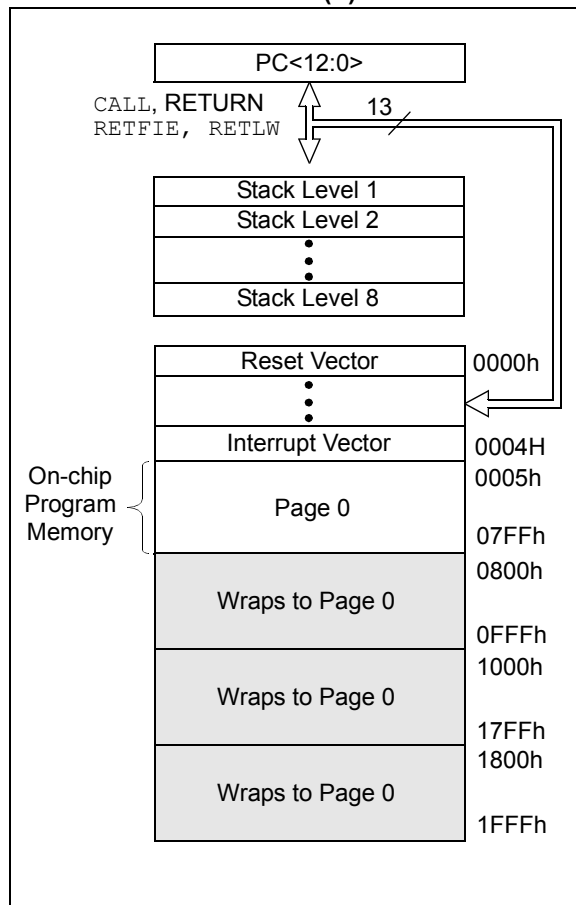 PC<12:0>
CALL, RETURN
RETFIE, RETLW
13
Stack Level 1
Stack Level 2
Stack Level 8
Reset Vector
0000h
Interrupt Vector
0004H
On-chip
Program
Memory
Page 0
0005h
07FFh
Wraps to Page 0
0800h
0FFFh
Wraps to Page 0
1000h
17FFh
Wraps to Page 0
1800h
1FFFh